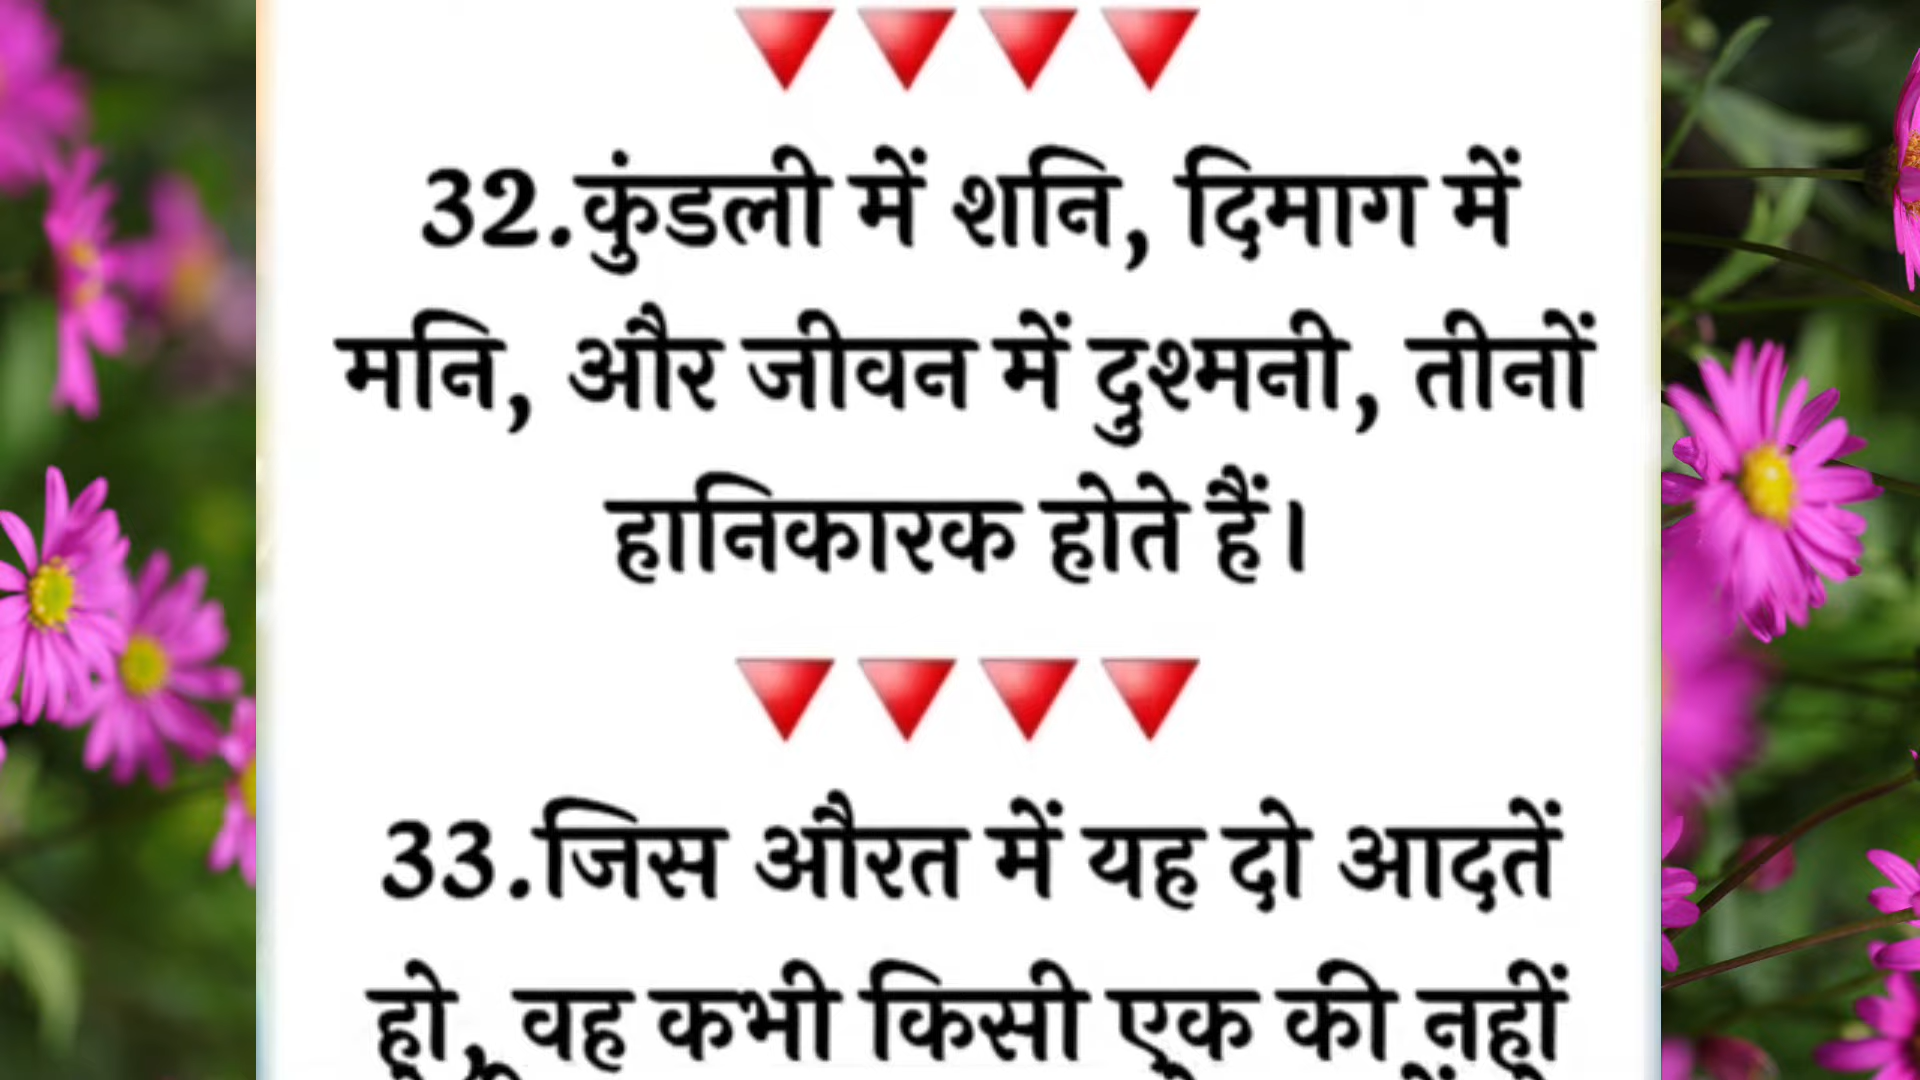 32.कुंडली में शनि, दिमाग में
मनि, और जीवन में दुश्मनी, तीनों
हानिकारक होते हैं।
33.जिस औरत में यह दो आदतें
हो, वह कभी किसी एक की नहीं